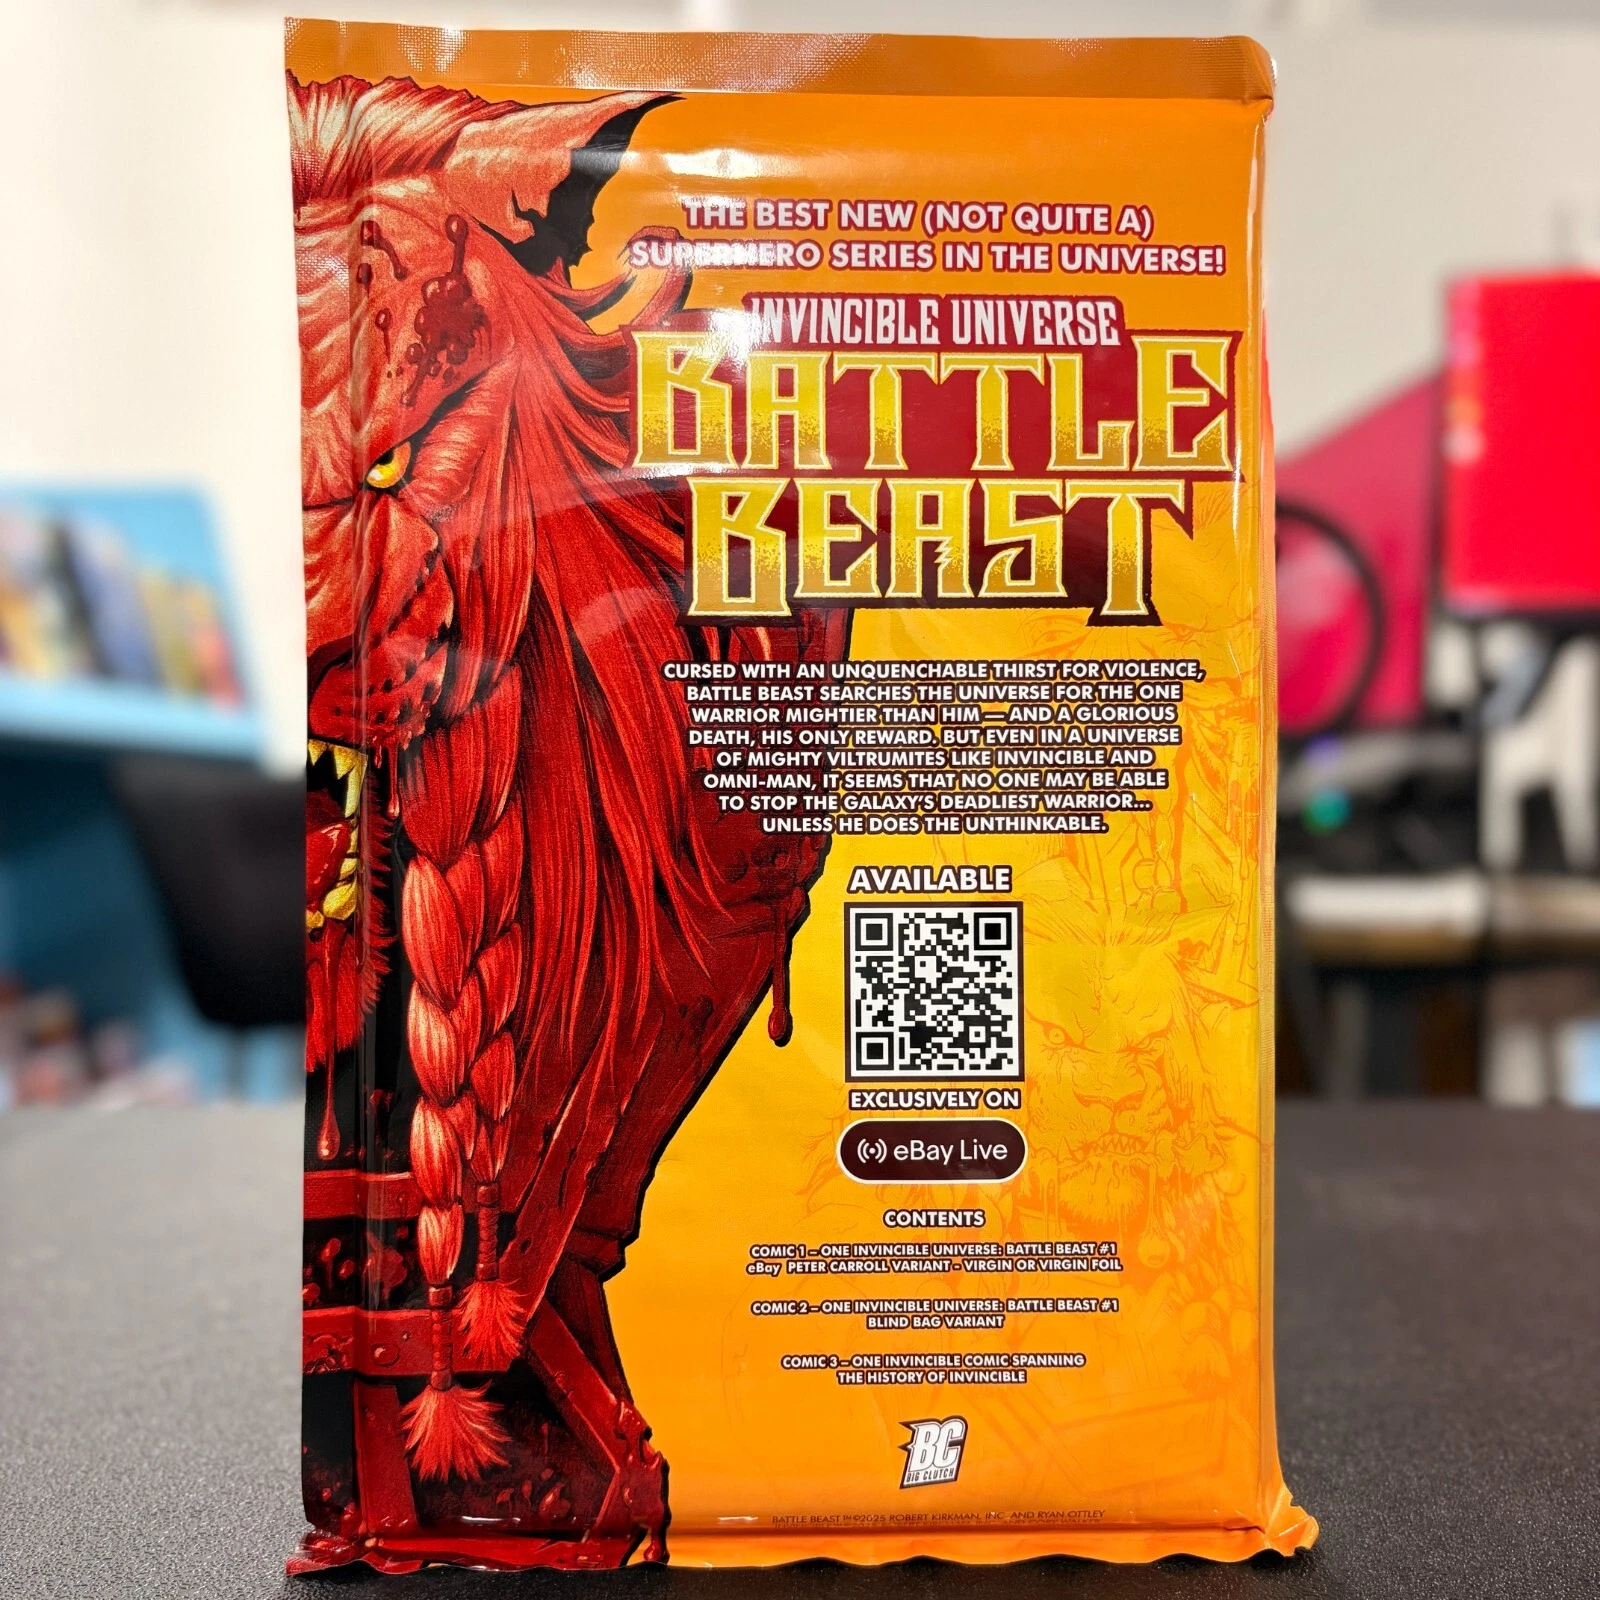 THE BEST NEW (NOT QUITE A)
SUPERHERO SERIES IN THE UNIVERSE!
INVINCIBLE UNIVERSE
BATTLE
BEAST
CURSED WITH AN UNQUENCHABLE THIRST FOR VIOLENCE,
BATTLE BEAST SEARCHES THE UNIVERSE FOR THE ONE
WARRIOR MIGHTIER THAN HIM — AND A GLORIOUS
DEATH, HIS ONLY REWARD. BUT EVEN IN A UNIVERSE
OF MIGHTY VILTRUMITES LIKE INVINCIBLE AND
OMNI-MAN, IT SEEMS THAT NO ONE MAY BE ABLE
TO STOP THE GALAXY'S DEADLIEST WARRIOR...
UNLESS HE DOES THE UNTHINKABLE.
AVAILABLE
EXCLUSIVELY ON
eBay Live
CONTENTS
COMIC 1 – ONE INVINCIBLE UNIVERSE: BATTLE BEAST #1
eBay PETER CARROLL VARIANT - VIRGIN OR VIRGIN FOIL
COMIC 2 – ONE INVINCIBLE UNIVERSE: BATTLE BEAST #1
BLIND BAG VARIANT
COMIC 3 – ONE INVINCIBLE COMIC SPANNING
THE HISTORY OF INVINCIBLE
BC
BIG CLUTCH
BATTLE BEAST ™ ©2025 ROBERT KIRKMAN, INC. AND RYAN OTTLEY